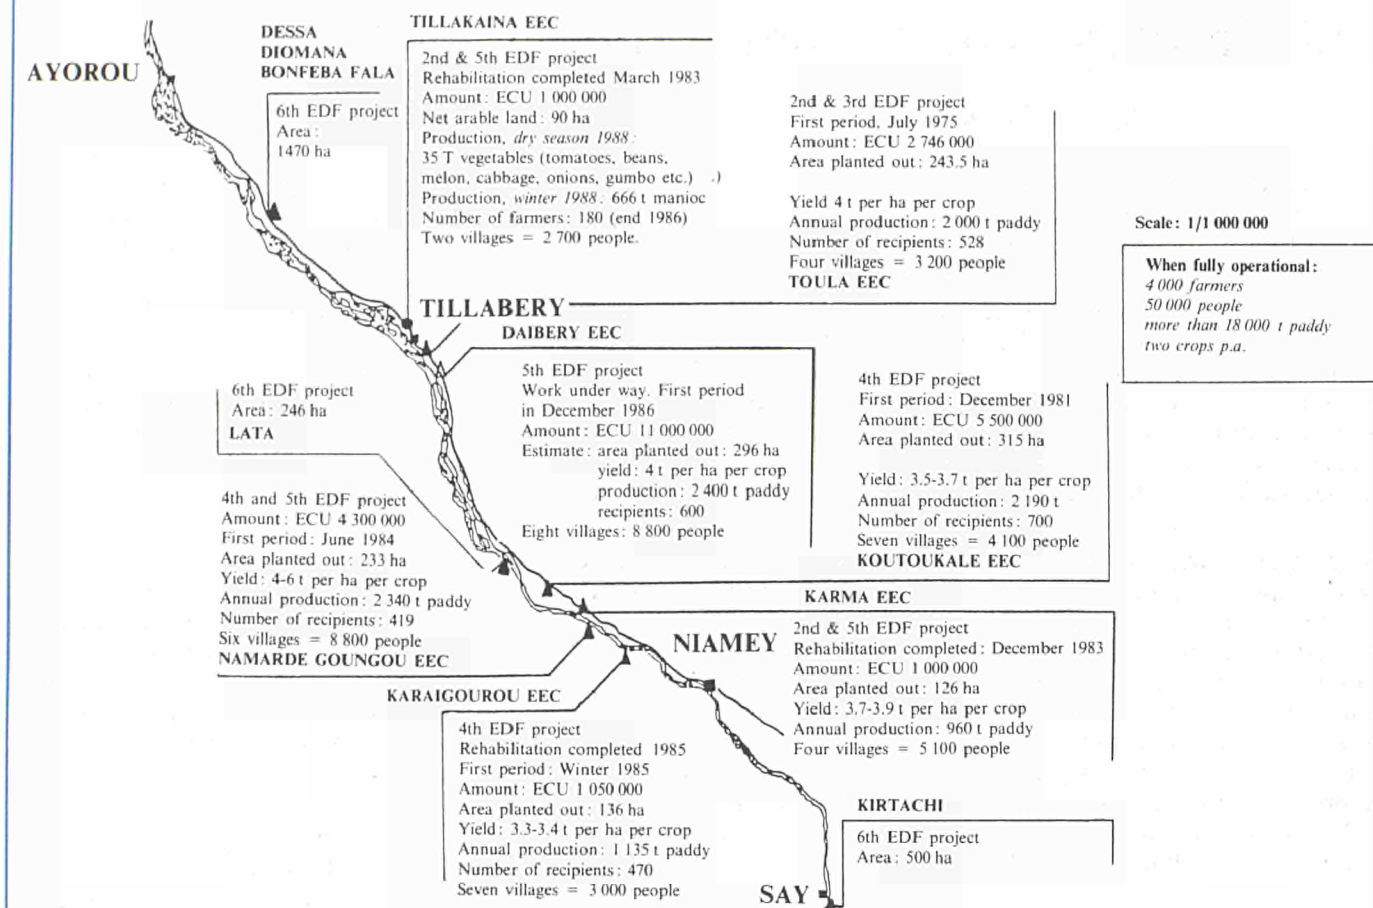 AYOROU
DESSA
DIOMANA
BONFEBA FALA
6th EDF project
Area :
1470 ha
TILLAKAINA EEC
2nd & 5th EDF project
Rehabilitation completed March 1983
Amount : ECU 1 000 000
Net arable land : 90 ha
Production, dry season 1988 :
35 T vegetables (tomatoes, beans,
melon, cabbage, onions, gumbo etc.) .)
Production, winter 1988 : 666 t manioc
Number of farmers : 180 (end 1986)
Two villages = 2 700 people.
2nd & 3rd EDF project
First period, July 1975
Amount : ECU 2 746 000
Area planted out : 243.5 ha
Yield 4 t per ha per crop
Annual production : 2 000 t paddy
Number of recipients : 528
Four villages = 3 200 people
TOULA EEC
Scale : 1/1 000 000
When fully operational :
4 000 farmers
50 000 people
more than 18 000 t paddy
two crops p.a.
TILLABERY
DAIBERY EEC
5th EDF project
Work under way. First period
in December 1986
Amount : ECU 11 000 000
Estimate : area planted out : 296 ha
yield : 4 t per ha per crop
production : 2 400 t paddy
recipients : 600
Eight villages : 8 800 people
6th EDF project
Area : 246 ha
LATA
4th EDF project
First period : December 1981
Amount : ECU 5 500 000
Area planted out : 315 ha
Yield : 3.5-3.7 t per ha per crop
Annual production : 2 190 t
Number of recipients : 700
Seven villages = 4 100 people
KOUTOUKALE EEC
4th and 5th EDF project
Amount : ECU 4 300 000
First period : June 1984
Area planted out : 233 ha
Yield : 4-6 t per ha per crop
Annual production : 2 340 t paddy
Number of recipients : 419
Six villages = 8 800 people
NAMARDE GOUNGOU EEC
KARMA EEC
2nd & 5th EDF project
Rehabilitation completed : December 1983
Amount : ECU 1 000 000
Area planted out : 126 ha
Yield : 3.7-3.9 t per ha per crop
Annual production : 960 t paddy
Four villages = 5 100 people
NIAMEY
KARAIGOUROU EEC
4th EDF project
Rehabilitation completed 1985
First period : Winter 1985
Amount : ECU 1 050 000
Area planted out : 136 ha
Yield : 3.3-3.4 t per ha per crop
Annual production : 1 135 t paddy
Number of recipients : 470
Seven villages = 3 000 people
KIRTACHI
6th EDF project
Area : 500 ha
SAY